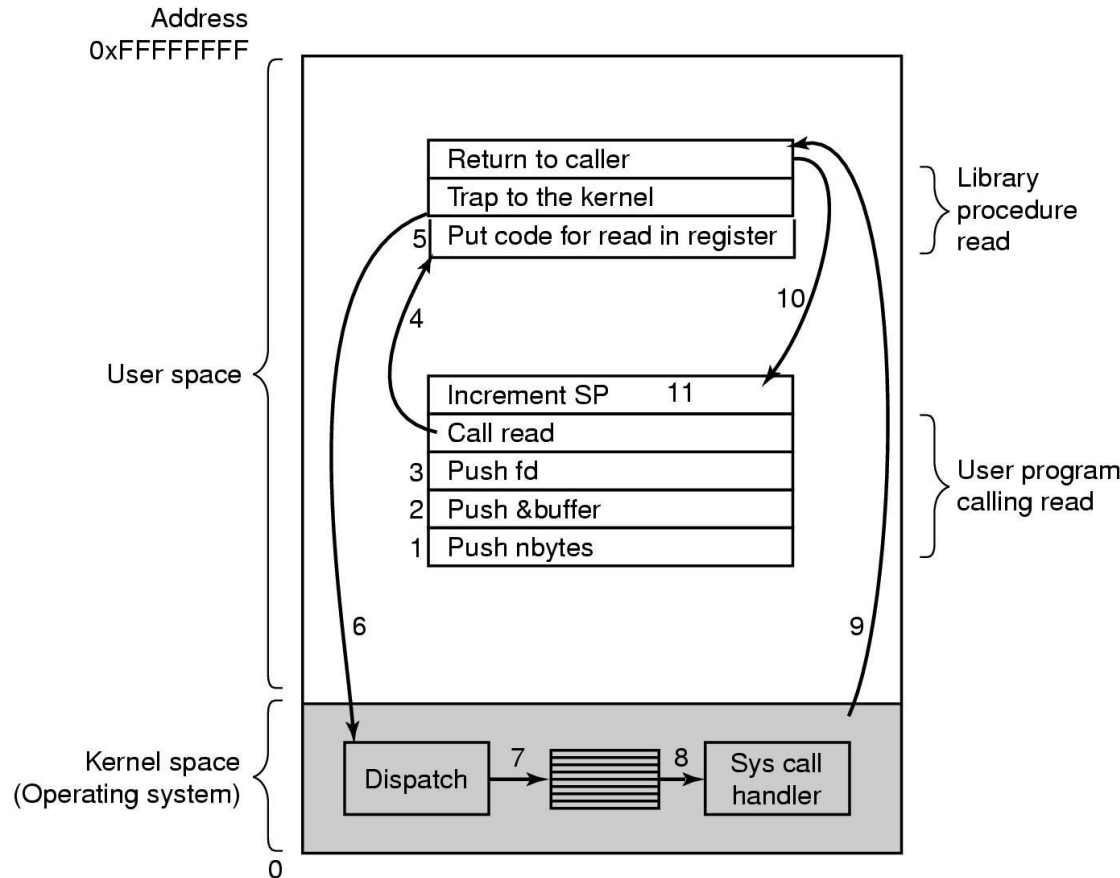 Address
0xFFFFFFFF
Return to caller
Trap to the kernel
5 Put code for read in register
Library
procedure
read
4
10
User space
Increment SP 11
Call read
3 Push fd
2 Push &buffer
1 Push nbytes
User program
calling read
6
9
Kernel space
(Operating system)
Dispatch
7
8
Sys call
handler
0